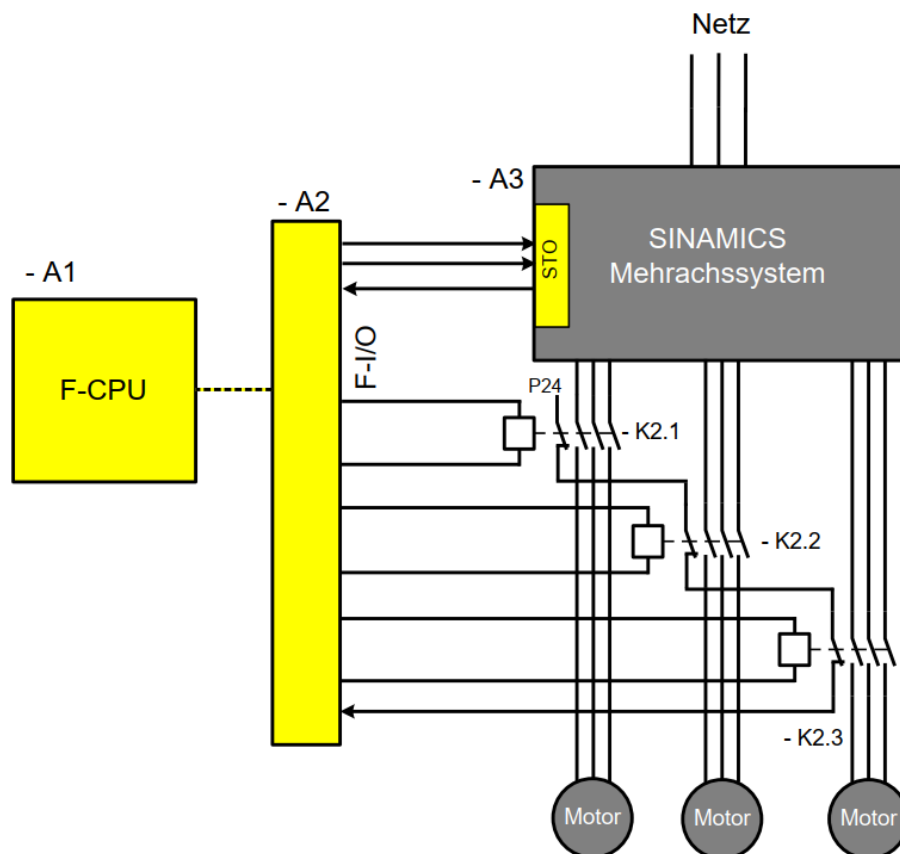 Netz
- A3
- A2
SINAMICS
Mehrachssystem
STO
- A1
F-I/O
F-CPU
P24
- K2.1
- K2.2
- K2.3
Motor
Motor
Motor